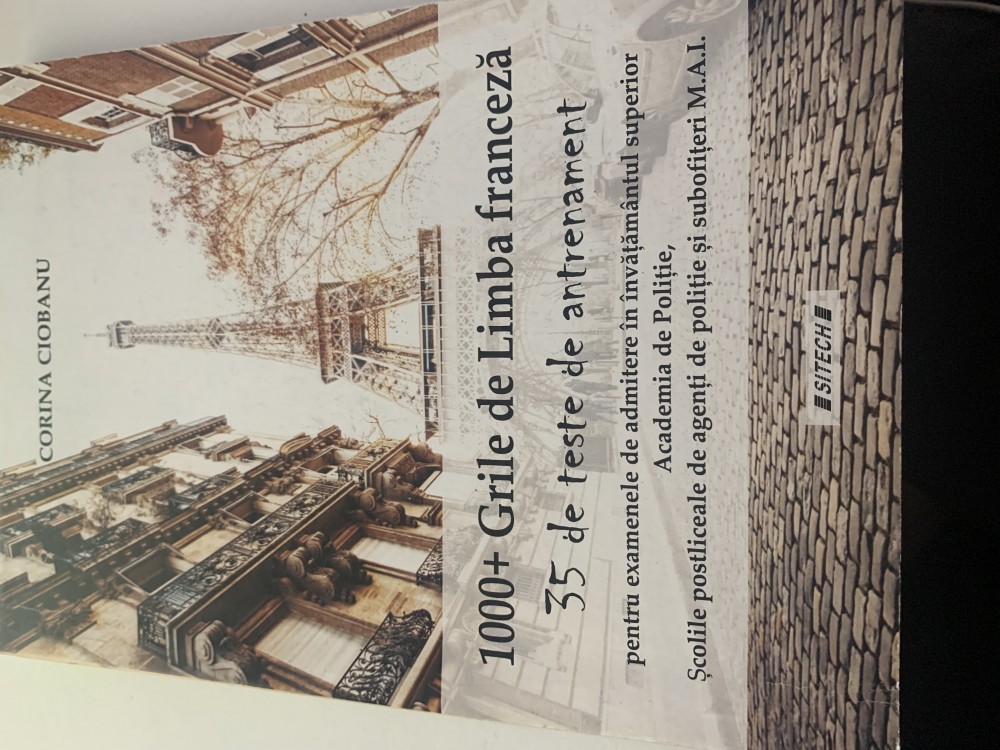 CORINA CIOBANU
1000+ Grile de Limba franceză
35 de teste de antrenament
pentru examenele de admitere în învățământul superior
Academia de Poliție,
Școlile postliceale de agenți de poliție și subofițeri M.A.I.
SITECH